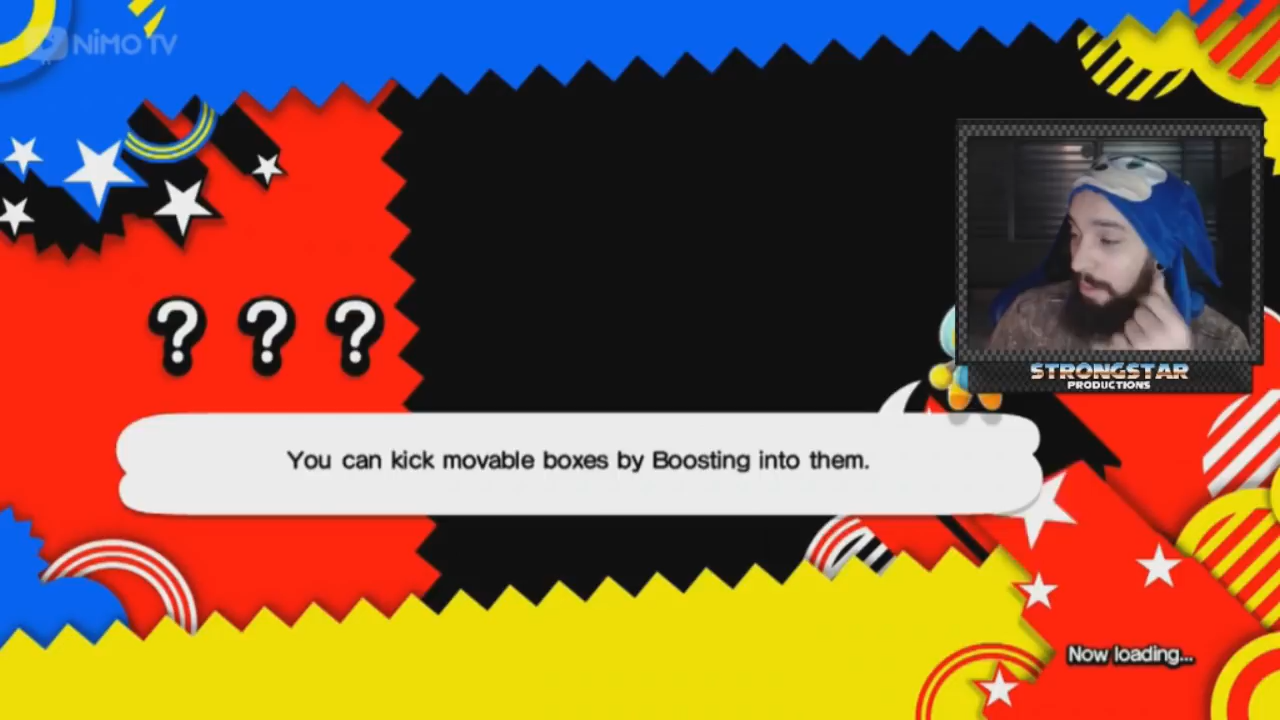 NiMO TV
? ? ?
STRONGSTAR
PRODUCTIONS
You can kick movable boxes by Boosting into them.
Now loading...